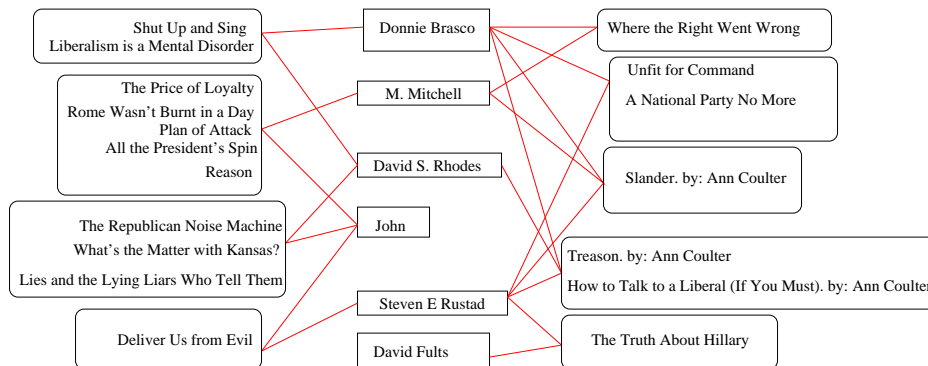 Shut Up and Sing
Liberalism is a Mental Disorder
The Price of Loyalty
Rome Wasn't Burnt in a Day
Plan of Attack
All the President's Spin
Reason
The Republican Noise Machine
What's the Matter with Kansas?
Lies and the Lying Liars Who Tell Them
Deliver Us from Evil
Donnie Brasco
M. Mitchell
David S. Rhodes
John
Steven E Rustad
David Fults
Where the Right Went Wrong
Unfit for Command
A National Party No More
Slander. by: Ann Coulter
Treason. by: Ann Coulter
How to Talk to a Liberal (If You Must). by: Ann Coulter
The Truth About Hillary